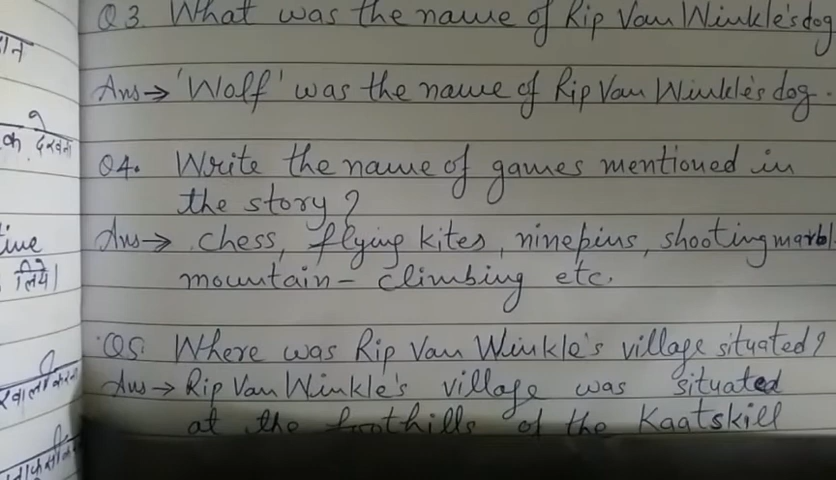 Q3. What was the name of Rip Van Winkle's dog
Ans→ 'Wolf' was the name of Rip Van Winkle's dog.
Q4. Write the name of games mentioned in
the story?
Ans→ chess, flying kites, ninepins, shooting marbl
mountain - climbing etc.
Q5. Where was Rip Van Winkle's village situated?
Ans→ Rip Van Winkle's village was situated
at the foothills of the Kaatskill
लिये।